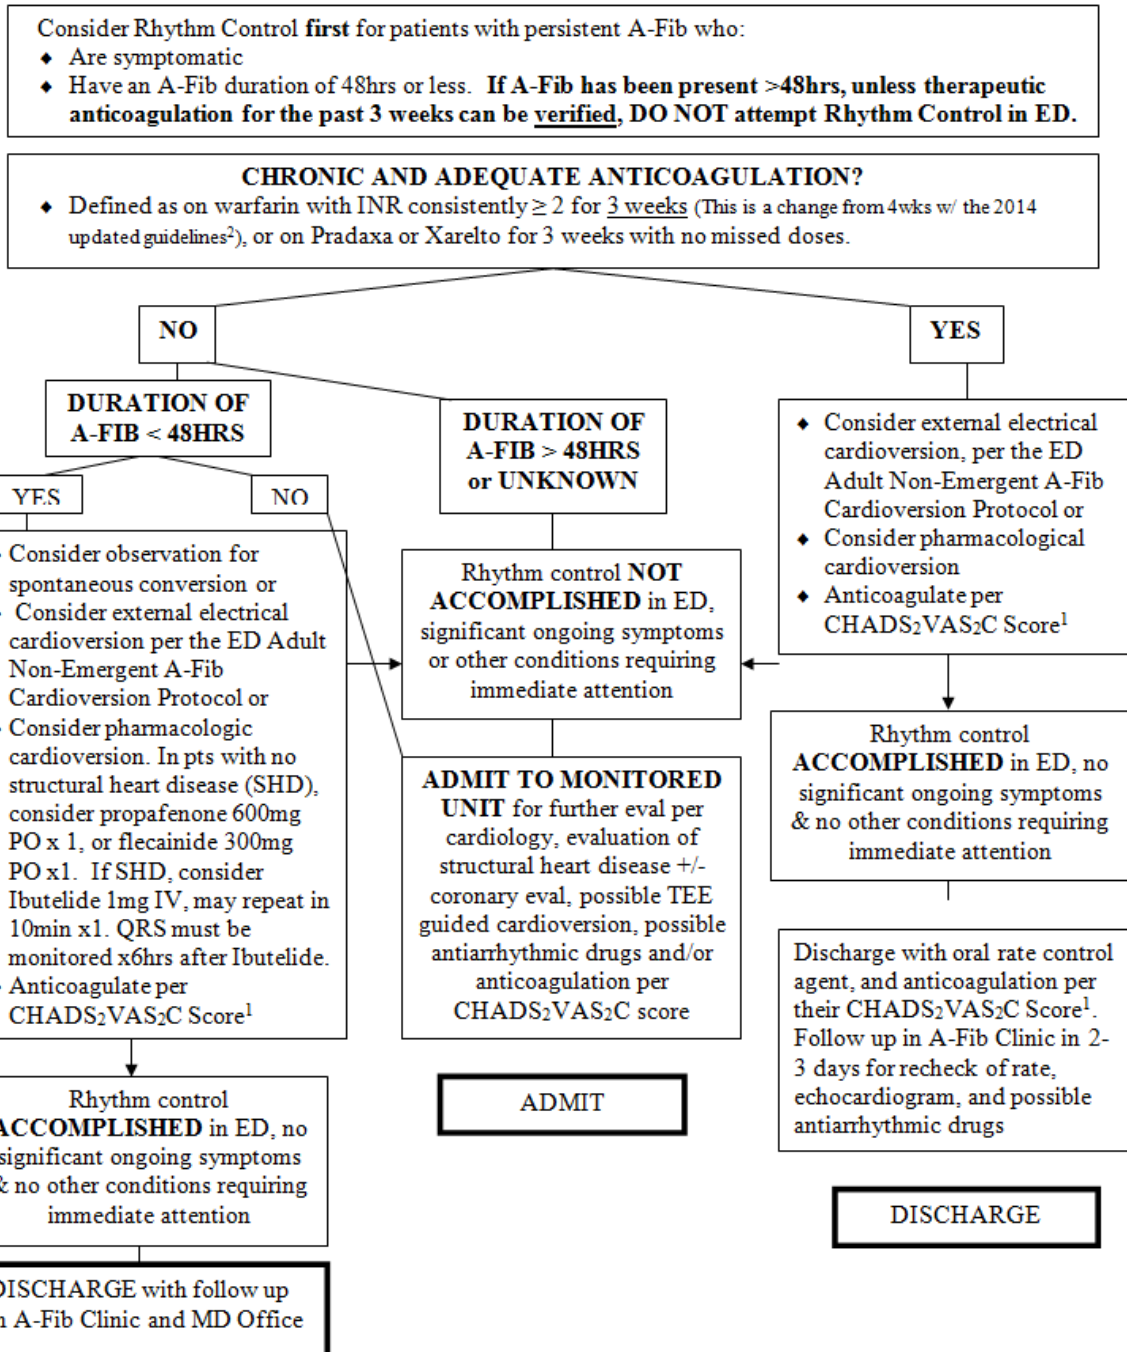 Consider Rhythm Control first for patients with persistent A-Fib who:
◆ Are symptomatic
◆ Have an A-Fib duration of 48hrs or less. If A-Fib has been present >48hrs, unless therapeutic
anticoagulation for the past 3 weeks can be verified, DO NOT attempt Rhythm Control in ED.
CHRONIC AND ADEQUATE ANTICOAGULATION?
◆ Defined as on warfarin with INR consistently ≥ 2 for 3 weeks (This is a change from 4wks w/ the 2014
updated guidelines²), or on Pradaxa or Xarelto for 3 weeks with no missed doses.
NO
YES
DURATION OF
A-FIB < 48HRS
YES
NO
Consider observation for
spontaneous conversion or
Consider external electrical
cardioversion per the ED Adult
Non-Emergent A-Fib
Cardioversion Protocol or
Consider pharmacologic
cardioversion. In pts with no
structural heart disease (SHD),
consider propafenone 600mg
PO x 1, or flecainide 300mg
PO x1. If SHD, consider
Ibutelide 1mg IV, may repeat in
10min x1. QRS must be
monitored x6hrs after Ibutelide.
Anticoagulate per
CHADS₂VAS₂C Score¹
Rhythm control
ACCOMPLISHED in ED, no
significant ongoing symptoms
& no other conditions requiring
immediate attention
DISCHARGE with follow up
in A-Fib Clinic and MD Office
DURATION OF
A-FIB > 48HRS
or UNKNOWN
Rhythm control NOT
ACCOMPLISHED in ED,
significant ongoing symptoms
or other conditions requiring
immediate attention
ADMIT TO MONITORED
UNIT for further eval per
cardiology, evaluation of
structural heart disease +/-
coronary eval, possible TEE
guided cardioversion, possible
antiarrhythmic drugs and/or
anticoagulation per
CHADS₂VAS₂C score
ADMIT
◆ Consider external electrical
cardioversion, per the ED
Adult Non-Emergent A-Fib
Cardioversion Protocol or
◆ Consider pharmacological
cardioversion
◆ Anticoagulate per
CHADS₂VAS₂C Score¹
Rhythm control
ACCOMPLISHED in ED, no
significant ongoing symptoms
& no other conditions requiring
immediate attention
Discharge with oral rate control
agent, and anticoagulation per
their CHADS₂VAS₂C Score¹.
Follow up in A-Fib Clinic in 2-
3 days for recheck of rate,
echocardiogram, and possible
antiarrhythmic drugs
DISCHARGE